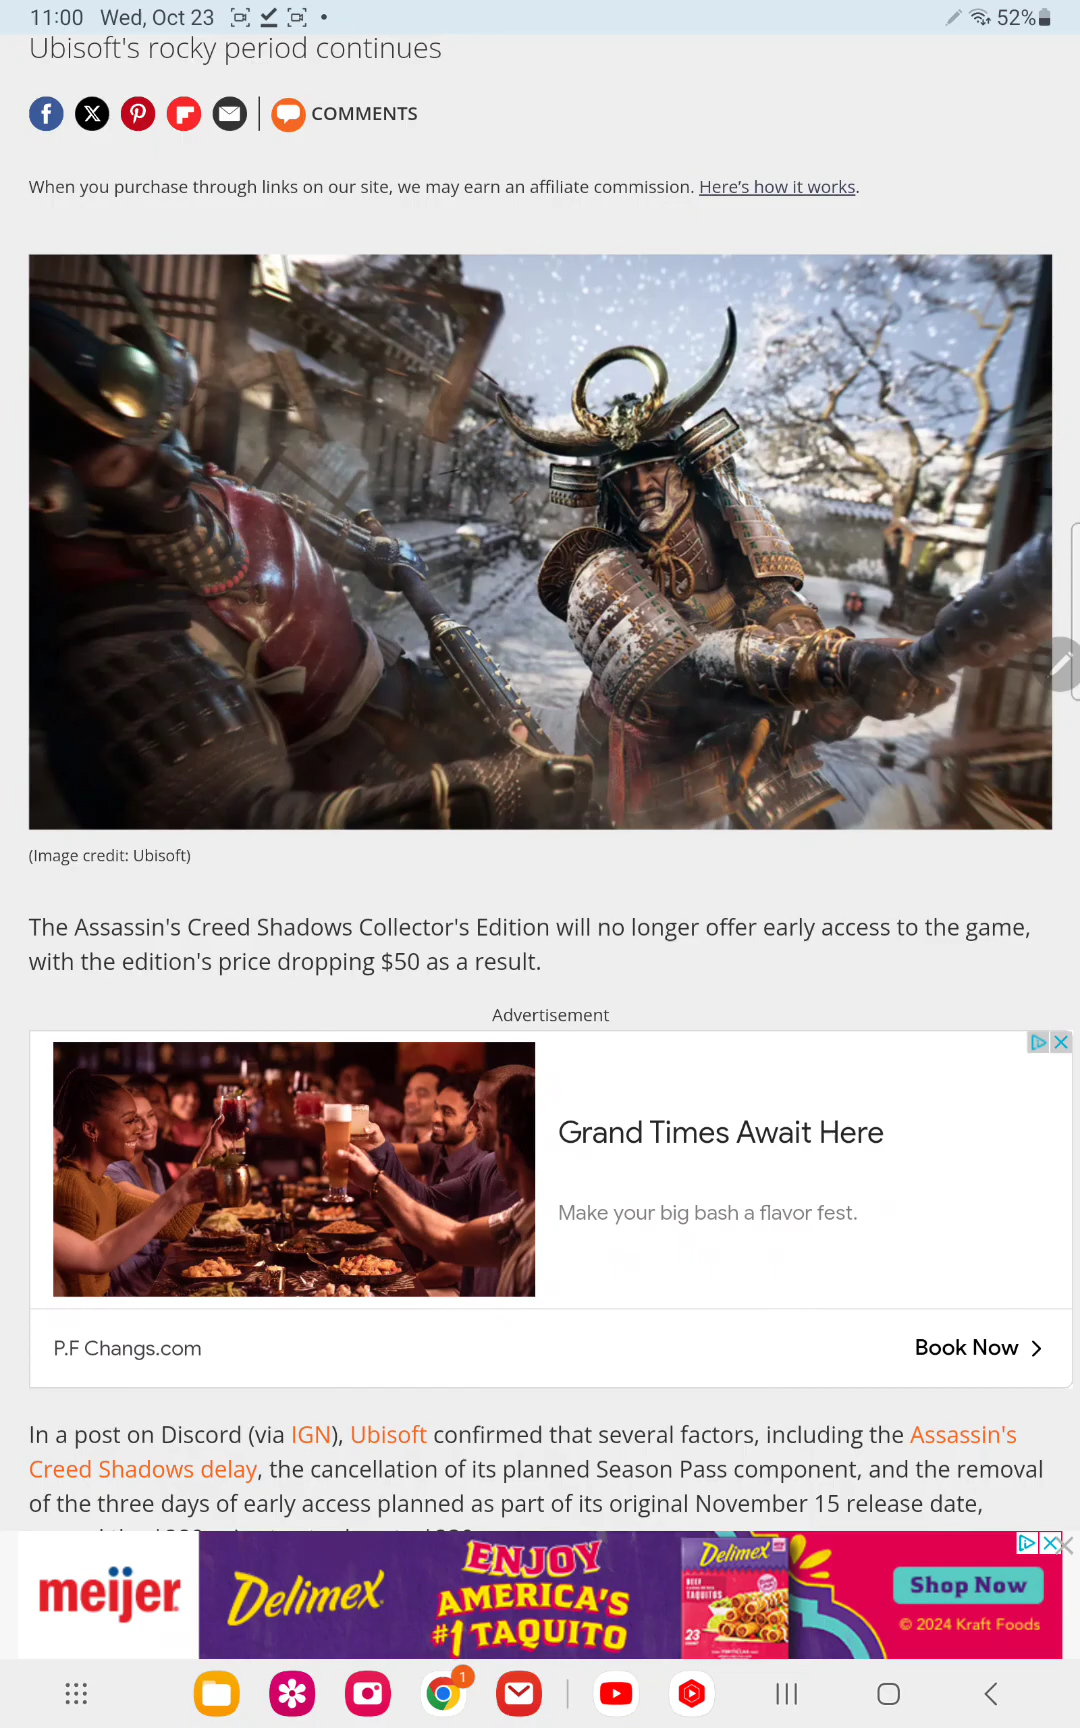 11:00 Wed, Oct 23
52%
Ubisoft's rocky period continues
COMMENTS
When you purchase through links on our site, we may earn an affiliate commission. Here's how it works.
(Image credit: Ubisoft)
The Assassin's Creed Shadows Collector's Edition will no longer offer early access to the game,
with the edition's price dropping $50 as a result.
Advertisement
Grand Times Await Here
Make your big bash a flavor fest.
P.F Changs.com
Book Now
In a post on Discord (via IGN), Ubisoft confirmed that several factors, including the Assassin's
Creed Shadows delay, the cancellation of its planned Season Pass component, and the removal
of the three days of early access planned as part of its original November 15 release date,
meijer
Delimex
ENJOY
AMERICA'S
#1 TAQUITO
Delimex
BEEF
TAQUITOS
23
Shop Now
© 2024 Kraft Foods
1